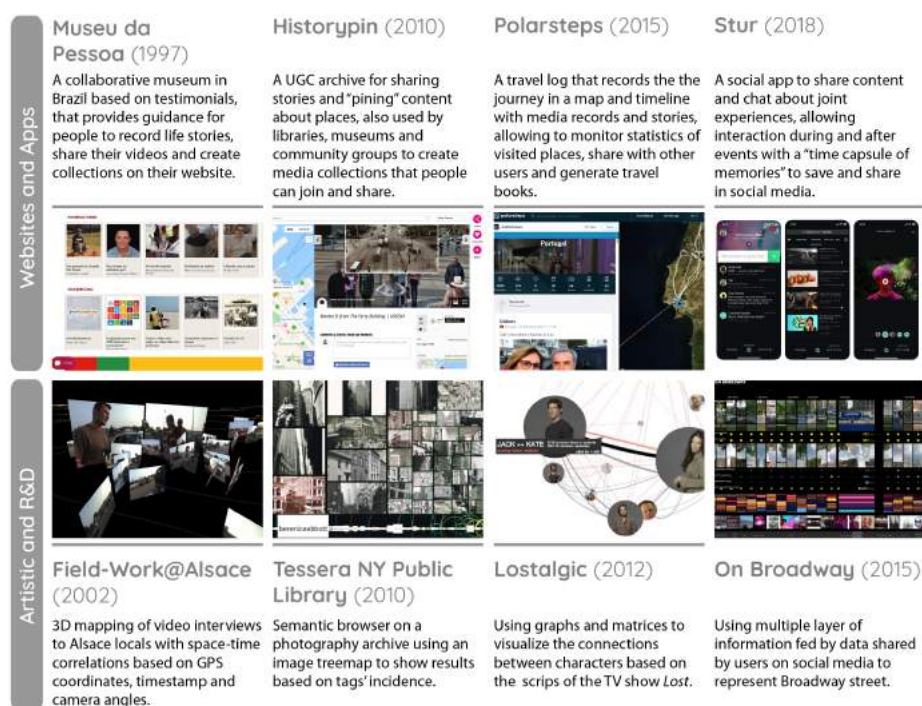 Websites and Apps
Museu da
Pessoa (1997)
A collaborative museum in
Brazil based on testimonials,
that provides guidance for
people to record life stories,
share their videos and create
collections on their website.
Historypin (2010)
A UGC archive for sharing
stories and "pining" content
about places, also used by
libraries, museums and
community groups to create
media collections that people
can join and share.
Polarsteps (2015)
A travel log that records the the
journey in a map and timeline
with media records and stories,
allowing to monitor statistics of
visited places, share with other
users and generate travel
books.
Stur (2018)
A social app to share content
and chat about joint
experiences, allowing
interaction during and after
events with a "time capsule of
memories" to save and share
in social media.
polarsteps
Portugal
Artistic and R&D
berenice abbott
JACK KATE
Field-Work@Alsace
(2002)
3D mapping of video interviews
to Alsace locals with space-time
correlations based on GPS
coordinates, timestamp and
camera angles.
Tessera NY Public
Library (2010)
Semantic browser on a
photography archive using an
image treemap to show results
based on tags' incidence.
Lostalgic (2012)
Using graphs and matrices to
visualize the connections
between characters based on
the scrips of the TV show Lost.
On Broadway (2015)
Using multiple layer of
information fed by data shared
by users on social media to
represent Broadway street.